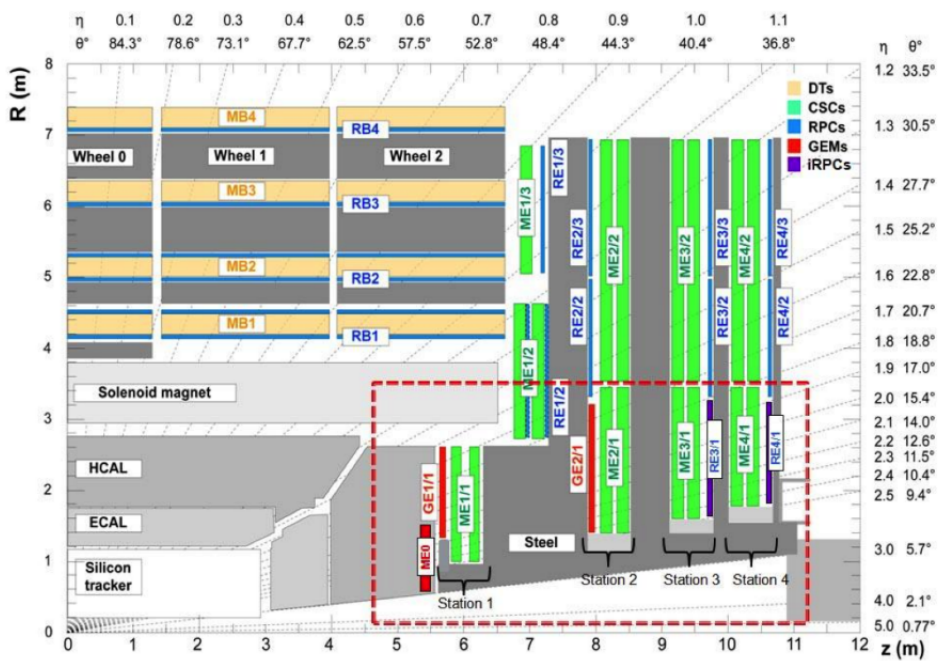 η 0.1 0.2 0.3 0.4 0.5 0.6 0.7 0.8 0.9 1.0 1.1
θ° 84.3° 78.6° 73.1° 67.7° 62.5° 57.5° 52.8° 48.4° 44.3° 40.4° 36.8° η θ°
R (m)
8
7
6
5
4
3
2
1
0
1.2 33.5°
1.3 30.5°
1.4 27.7°
1.5 25.2°
1.6 22.8°
1.7 20.7°
1.8 18.8°
1.9 17.0°
2.0 15.4°
2.1 14.0°
2.2 12.6°
2.3 11.5°
2.4 10.4°
2.5 9.4°
3.0 5.7°
4.0 2.1°
5.0 0.77°
DTs
CSCs
RPCs
GEMs
iRPCs
MB4
RB4
Wheel 0 Wheel 1 Wheel 2
MB3
RB3
MB2
RB2
MB1
RB1
Solenoid magnet
HCAL
ECAL
Silicon
tracker
Steel
ME1/3
RE1/3
ME1/2
RE1/2
GE1/1
ME1/1
ME0
RE2/3
ME2/2
RE2/2
GE2/1
ME2/1
ME3/2
RE3/3
RE3/2
ME3/1
RE3/1
ME4/2
RE4/3
RE4/2
ME4/1
RE4/1
Station 1
Station 2
Station 3
Station 4
0 1 2 3 4 5 6 7 8 9 10 11 12
z (m)